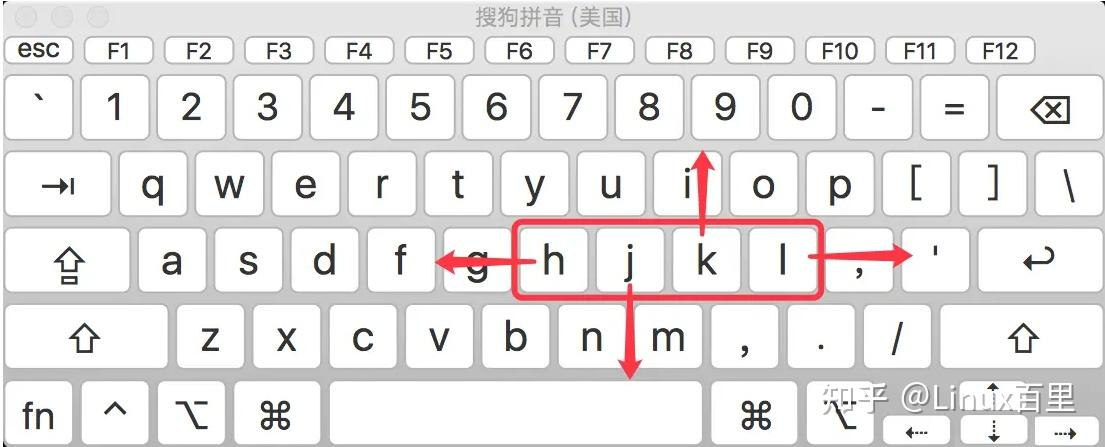 搜狗拼音 (美国)
esc F1 F2 F3 F4 F5 F6 F7 F8 F9 F10 F11 F12
` 1 2 3 4 5 6 7 8 9 0 - = ⌫
⇥ q w e r t y u i o p [ ] \
⇪ a s d f g h j k l ; ' ↩
⇧ z x c v b n m , . / ⇧
fn ^ ⌥ ⌘ ⌘ ⌥ ⇠ ⇡ ⇣ ⇢
知乎 @Linux百里